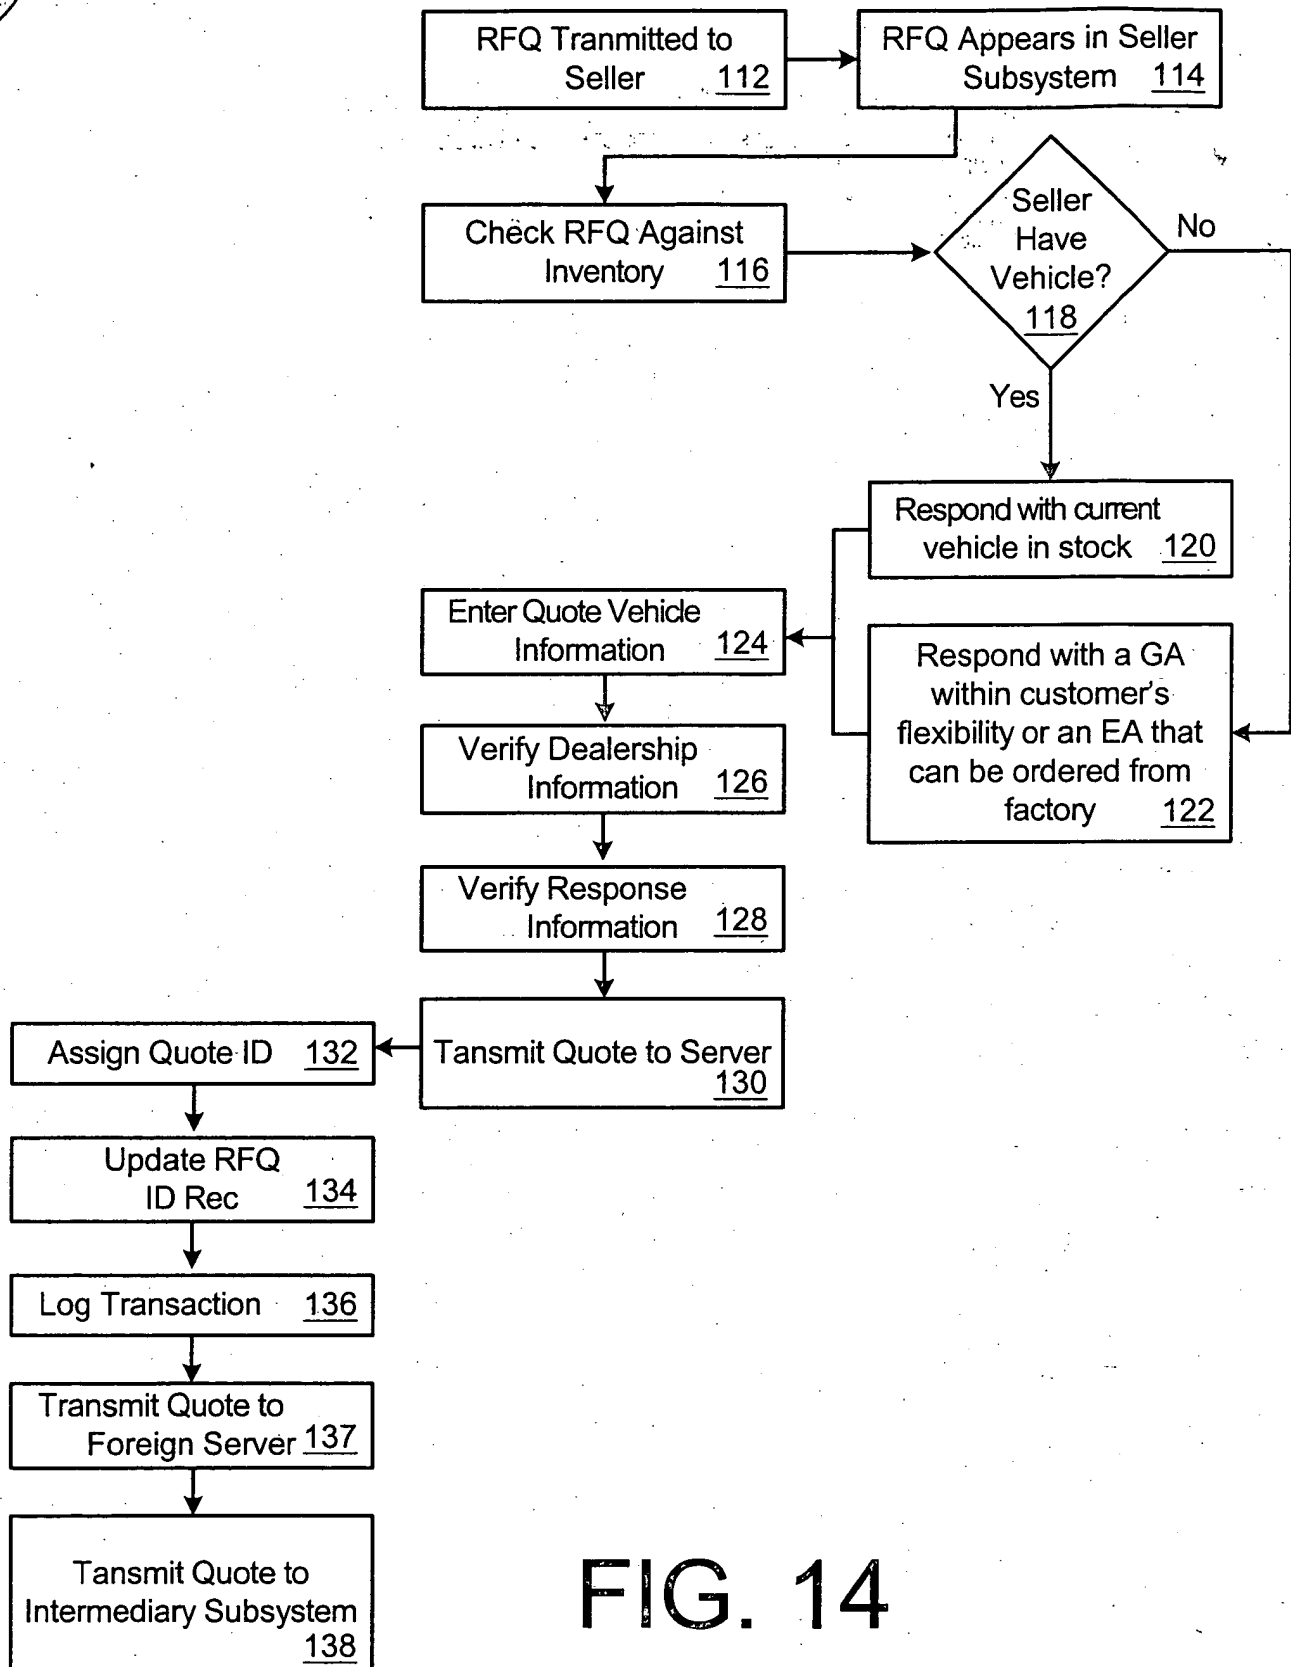 RFQ Tranmitted to
Seller 112
RFQ Appears in Seller
Subsystem 114
Check RFQ Against
Inventory 116
Seller
Have
Vehicle?
118
No
Yes
Respond with current
vehicle in stock 120
Enter Quote Vehicle
Information 124
Respond with a GA
within customer's
flexibility or an EA that
can be ordered from
factory 122
Verify Dealership
Information 126
Verify Response
Information 128
Tansmit Quote to Server
130
Assign Quote ID 132
Update RFQ
ID Rec 134
Log Transaction 136
Transmit Quote to
Foreign Server 137
Tansmit Quote to
Intermediary Subsystem
138
FIG. 14